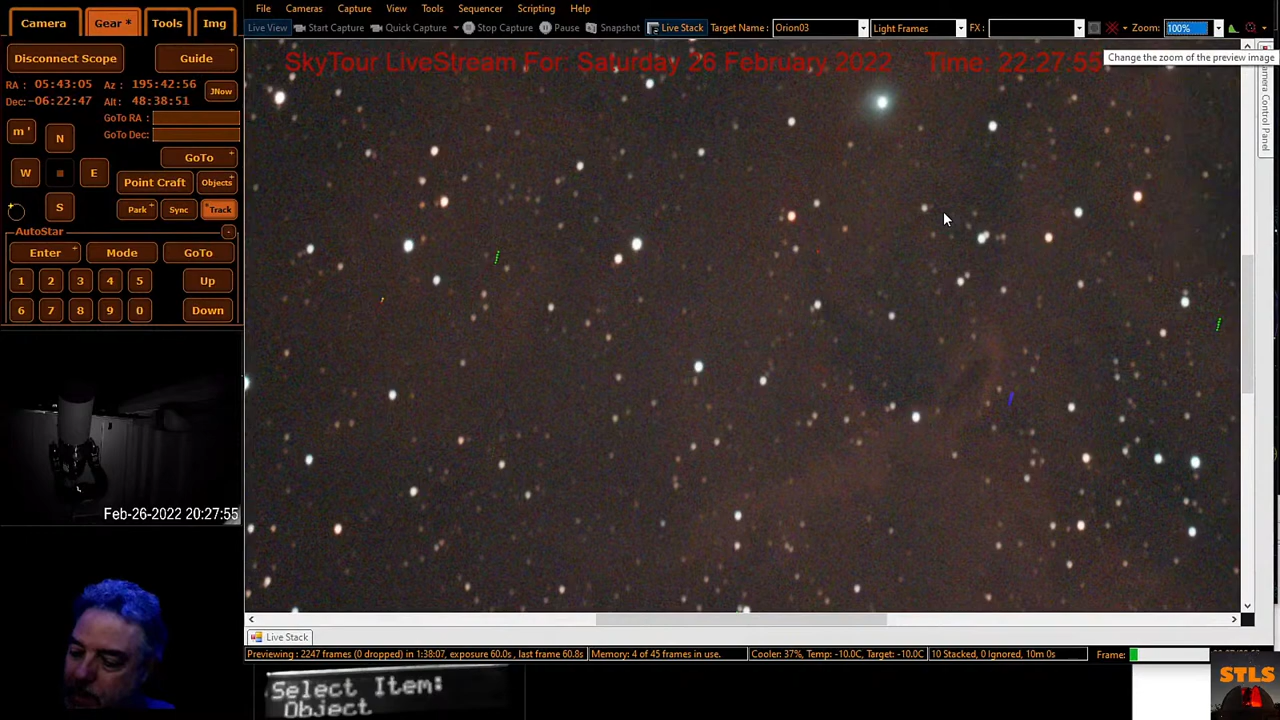 Camera
Gear *
Tools
Img
Disconnect Scope
Guide
RA : 05:43:05 Az : 195:42:56
Dec:-06:22:47 Alt: 48:38:51
JNow
GoTo RA :
GoTo Dec:
m '
N
GoTo
W
E
Point Craft
Objects
S
Park
Sync
*Track
AutoStar
-
Enter
Mode
GoTo
1 2 3 4 5 Up
6 7 8 9 0 Down
Feb-26-2022 20:27:55
File Cameras Capture View Tools Sequencer Scripting Help
Live View Start Capture Quick Capture Stop Capture Pause Snapshot Live Stack Target Name : Orion03 Light Frames FX : Zoom: 100%
Change the zoom of the preview image
SkyTour LiveStream For Saturday 26 February 2022 Time: 22:27:55
Camera Control Panel
Live Stack
Previewing : 2247 frames (0 dropped) in 1:38:07, exposure 60.0s , last frame 60.8s
Memory: 4 of 45 frames in use.
Cooler: 37%, Temp: -10.0C, Target: -10.0C
10 Stacked, 0 Ignored, 10m 0s
Frame:
Select Item:
Object
STLS